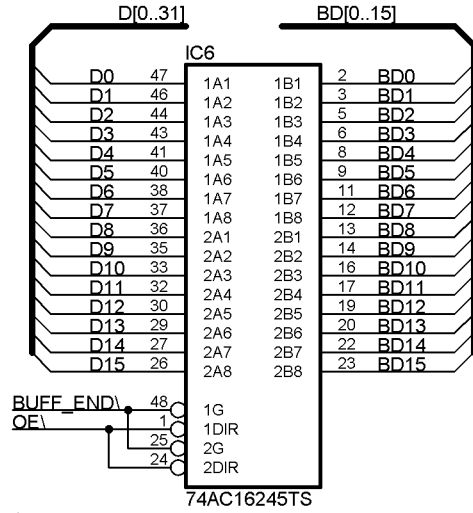 D[0..31] BD[0..15]
IC6
D0 47 1A1 1B1 2 BD0
D1 46 1A2 1B2 3 BD1
D2 44 1A3 1B3 5 BD2
D3 43 1A4 1B4 6 BD3
D4 41 1A5 1B5 8 BD4
D5 40 1A6 1B6 9 BD5
D6 38 1A7 1B7 11 BD6
D7 37 1A8 1B8 12 BD7
D8 36 2A1 2B1 13 BD8
D9 35 2A2 2B2 14 BD9
D10 33 2A3 2B3 16 BD10
D11 32 2A4 2B4 17 BD11
D12 30 2A5 2B5 19 BD12
D13 29 2A6 2B6 20 BD13
D14 27 2A7 2B7 22 BD14
D15 26 2A8 2B8 23 BD15
BUFF_END\ 48 1G
OE\ 1 1DIR
25 2G
24 2DIR
74AC16245TS